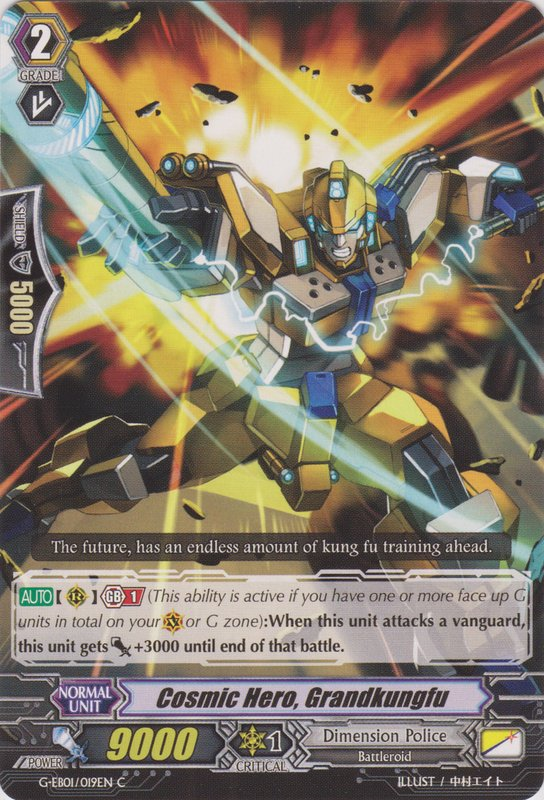 2
GRADE
SHIELD
5000
The future, has an endless amount of kung fu training ahead.
AUTO【 R 】 GB 1 (This ability is active if you have one or more face up G
units in total on your V or G zone):When this unit attacks a vanguard,
this unit gets +3000 until end of that battle.
NORMAL
UNIT
Cosmic Hero, Grandkungfu
POWER
9000
1
CRITICAL
Dimension Police
Battleroid
G-EB01/019EN C
ILLUST / 中村エイト